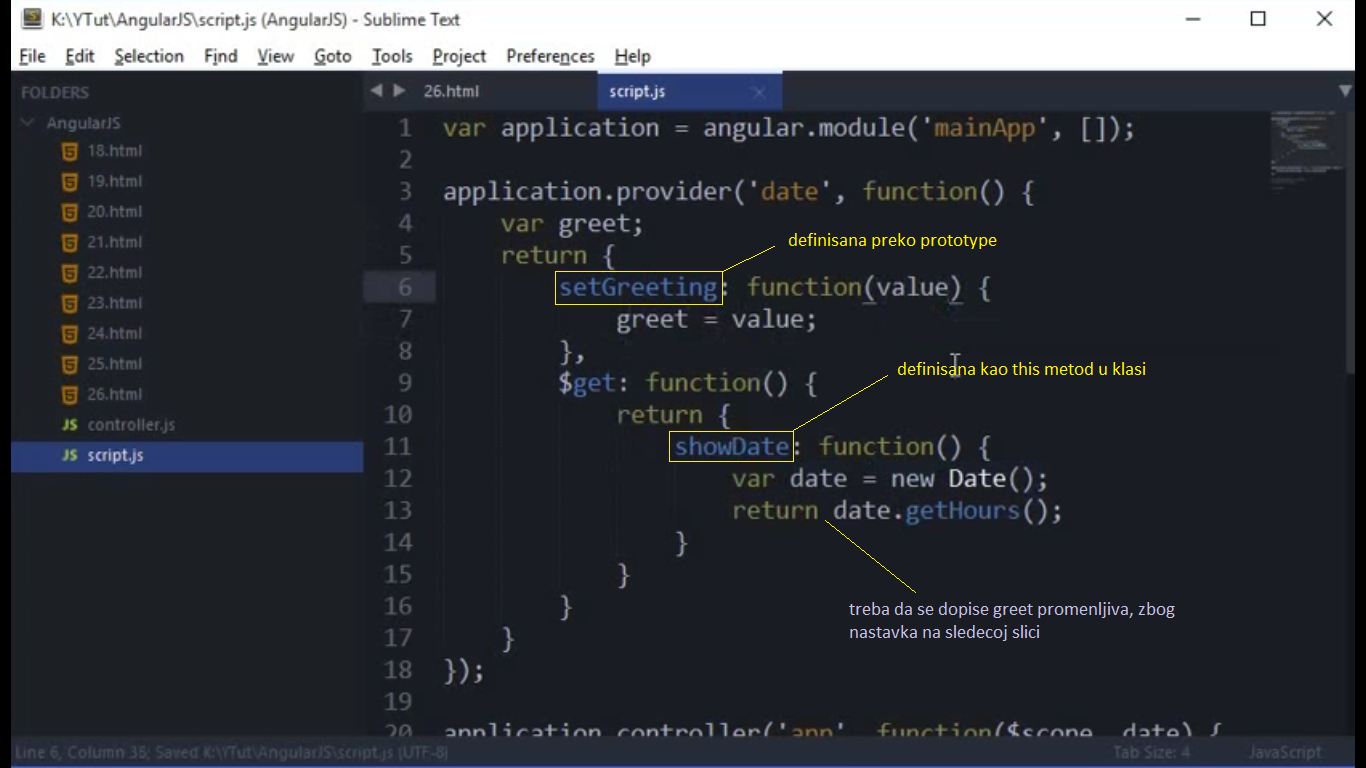 K:\YTut\AngularJS\script.js (AngularJS) - Sublime Text
File Edit Selection Find View Goto Tools Project Preferences Help
FOLDERS
AngularJS
18.html
19.html
20.html
21.html
22.html
23.html
24.html
25.html
26.html
JS controller.js
JS script.js
26.html script.js
1 var application = angular.module('mainApp', []);
2
3 application.provider('date', function() {
4 var greet;
5 return {
definisana preko prototype
6 setGreeting: function(value) {
7 greet = value;
8 },
definisana kao this metod u klasi
9 $get: function() {
10 return {
11 showDate: function() {
12 var date = new Date();
13 return date.getHours();
14 }
15 }
treba da se dopise greet promenljiva, zbog
nastavka na sledecoj slici
16 }
17 }
18 });
19
20 application.controller('app', function($scope, date) {
Line 6, Column 35; Saved K:\YTut\AngularJS\script.js (UTF-8) Tab Size: 4 JavaScript